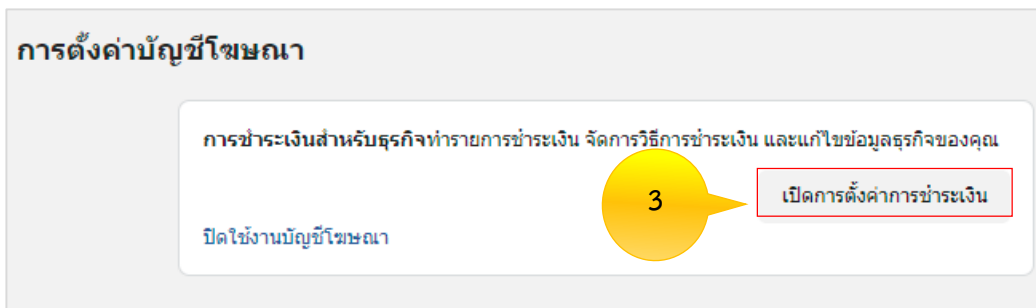 การตั้งค่าบัญชีโฆษณา
การชำระเงินสำหรับธุรกิจทำรายการชำระเงิน จัดการวิธีการชำระเงิน และแก้ไขข้อมูลธุรกิจของคุณ
3
เปิดการตั้งค่าการชำระเงิน
ปิดใช้งานบัญชีโฆษณา